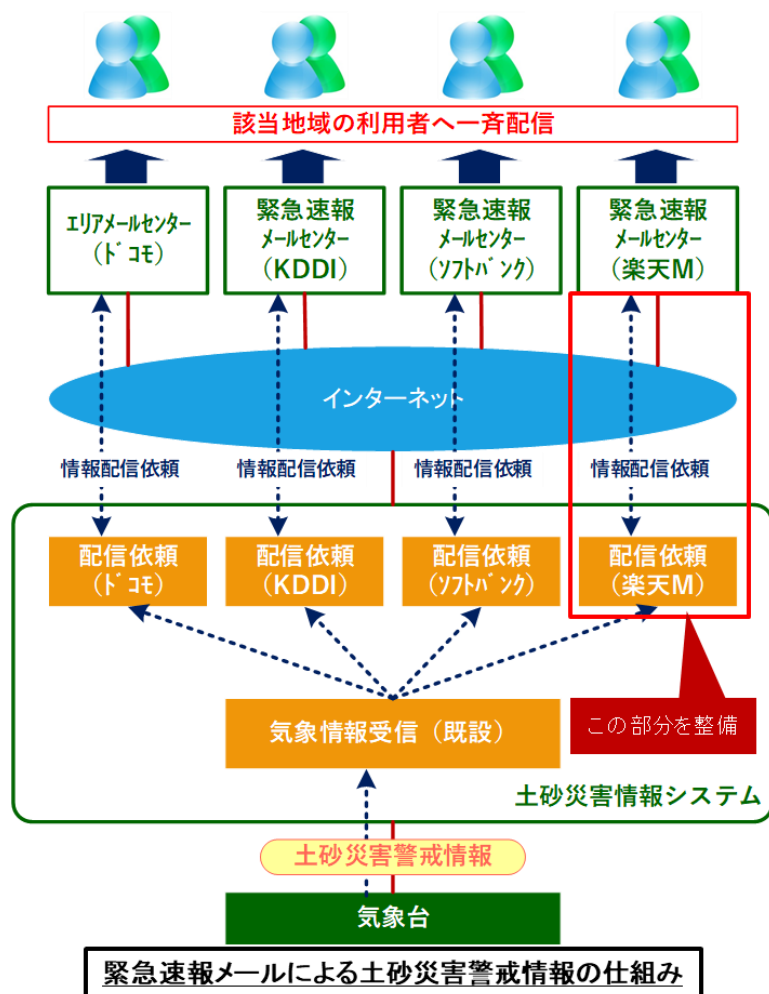 該当地域の利用者へ一斉配信
エリアメールセンター
（ﾄﾞｺﾓ）
緊急速報
メールセンター
（KDDI）
緊急速報
メールセンター
（ｿﾌﾄﾊﾞﾝｸ）
緊急速報
メールセンター
（楽天M）
インターネット
情報配信依頼
情報配信依頼
情報配信依頼
情報配信依頼
配信依頼
（ﾄﾞｺﾓ）
配信依頼
（KDDI）
配信依頼
（ｿﾌﾄﾊﾞﾝｸ）
配信依頼
（楽天M）
気象情報受信（既設）
この部分を整備
土砂災害情報システム
土砂災害警戒情報
気象台
緊急速報メールによる土砂災害警戒情報の仕組み